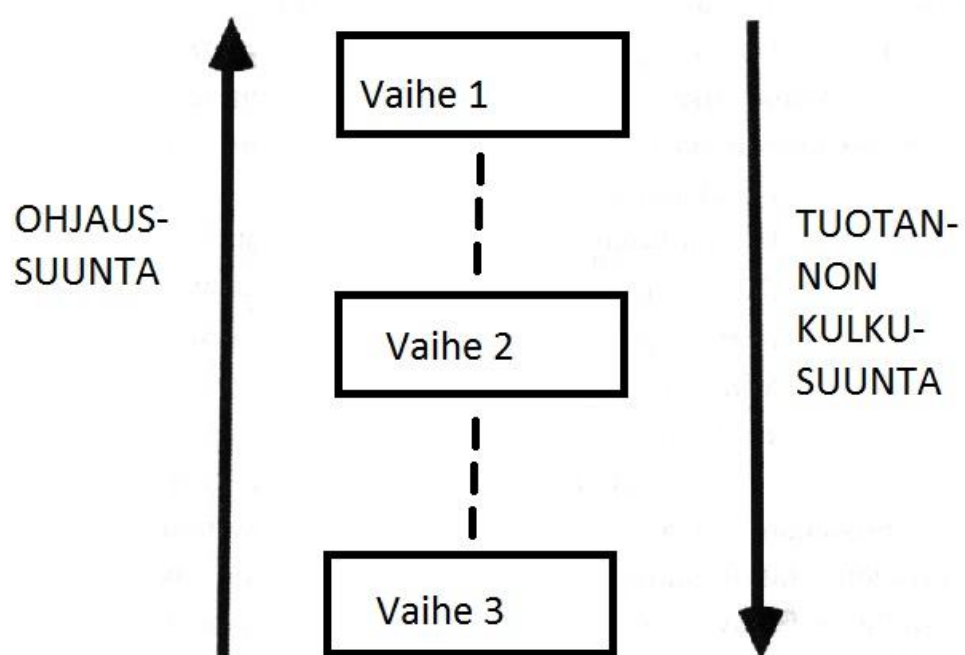 Vaihe 1
OHJAUS-
SUUNTA
TUOTAN-
NON
KULKU-
SUUNTA
Vaihe 2
Vaihe 3